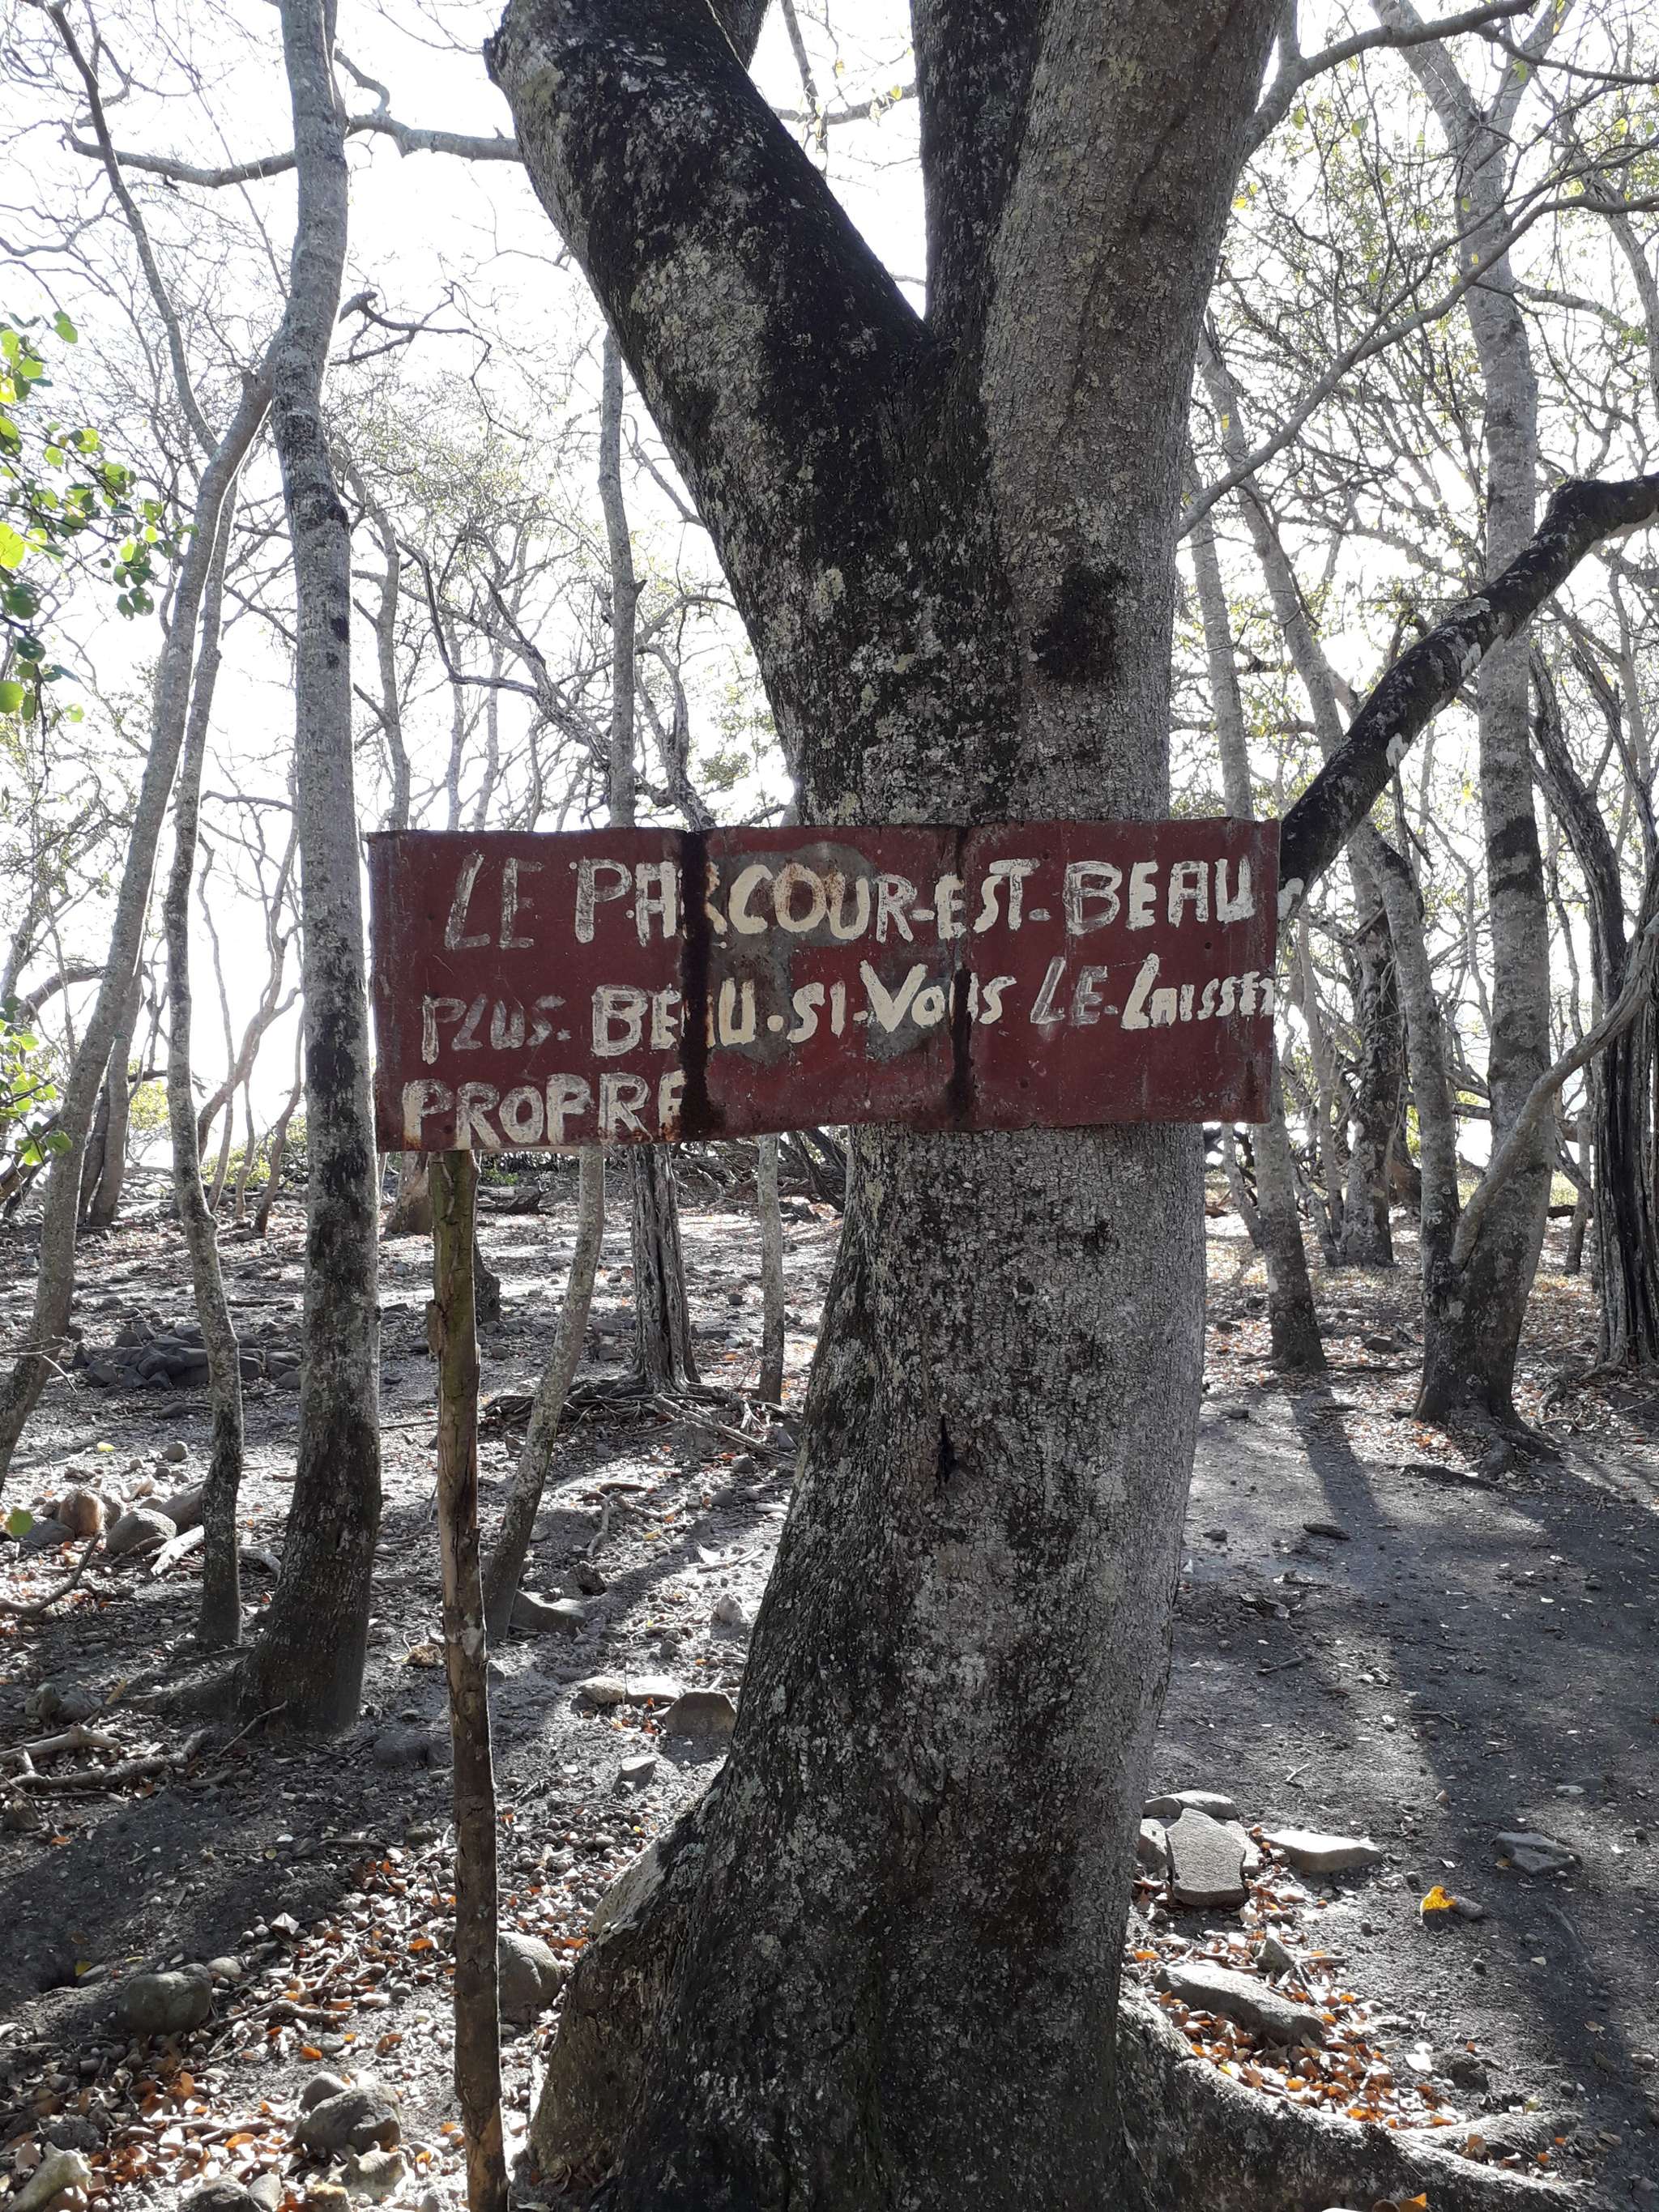 LE PARCOUR-EST-BEAU
PLUS-BEAU-SI-VOUS LE-LAISSEZ
PROPRE